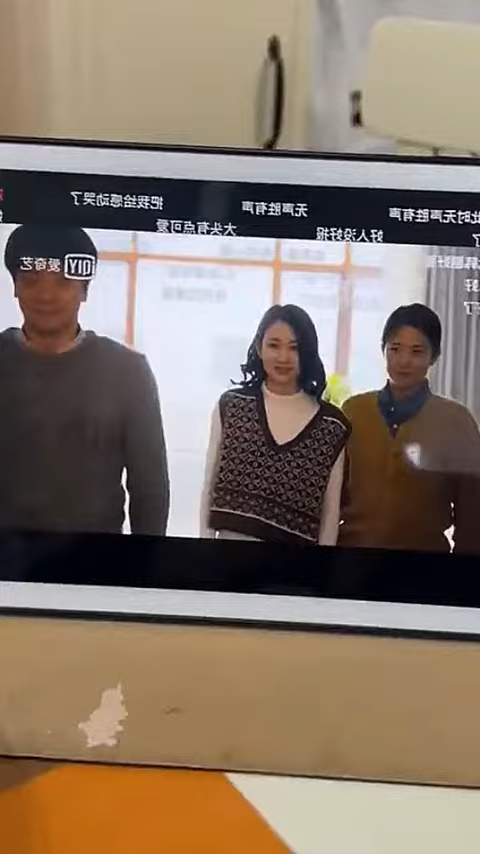 此时无声胜有声
无声胜有声
把我给感动哭了
好人没好报
大头有点可爱
爱奇艺